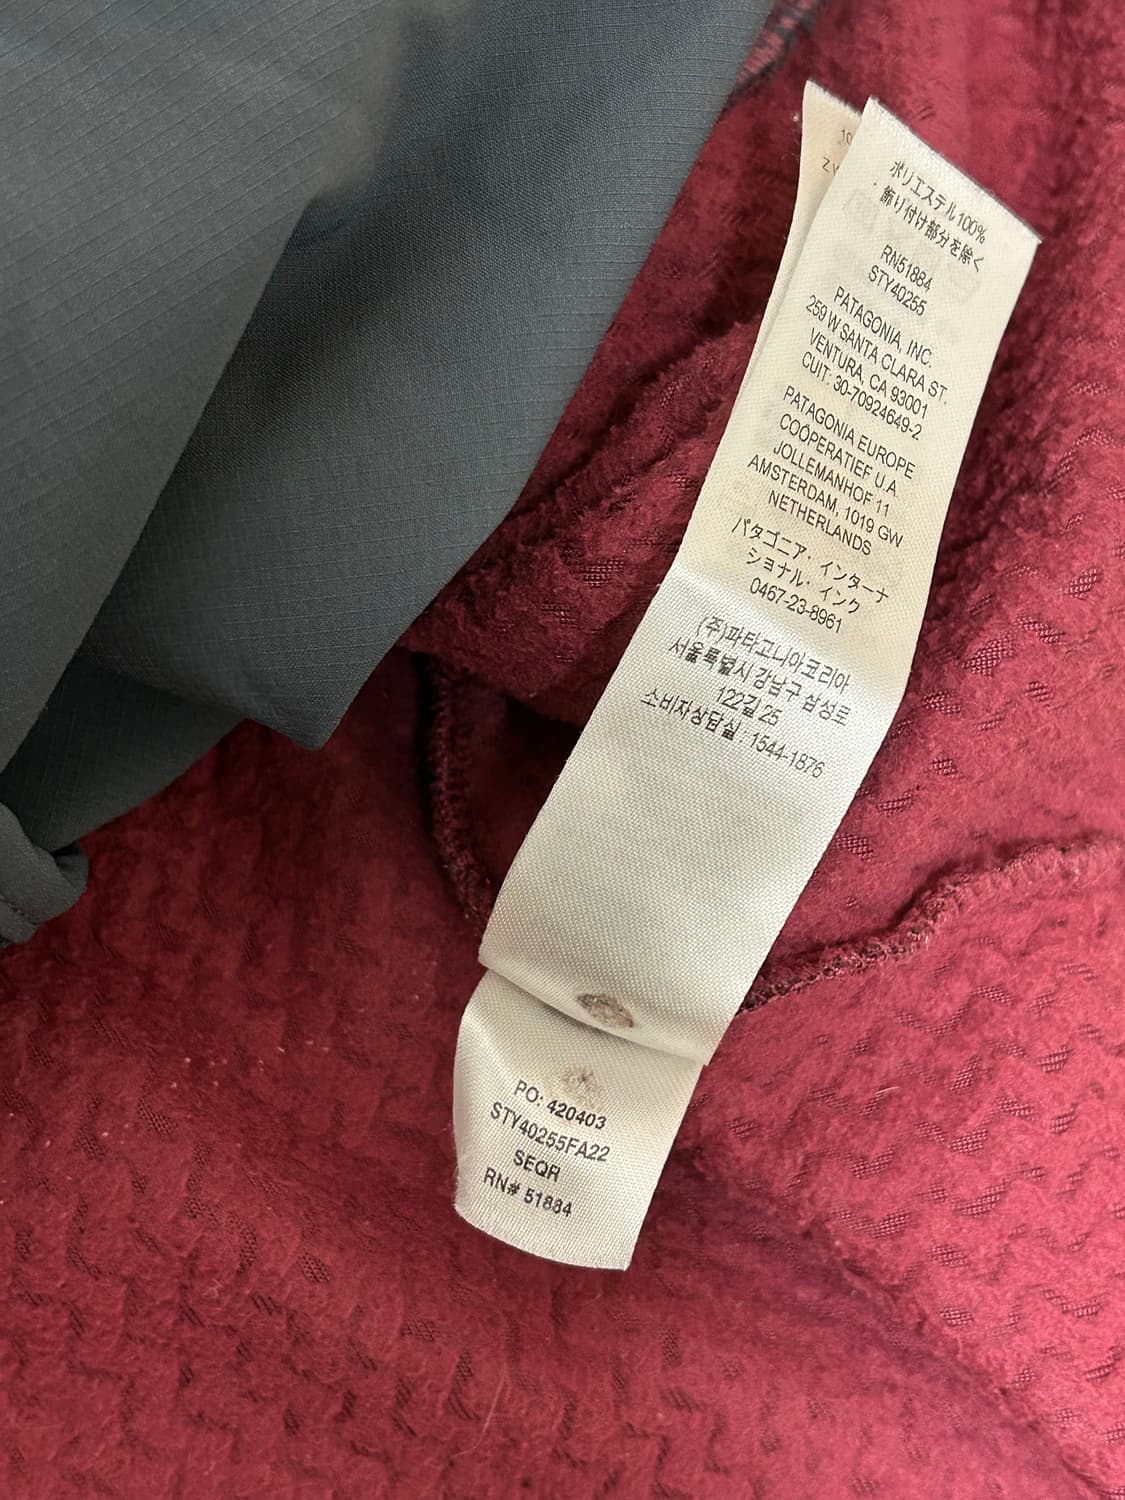 10
ZY
ポリエステル100%
・飾り付け部分を除く
RN51884
STY40255
PATAGONIA, INC.
259 W SANTA CLARA ST.
VENTURA, CA 93001
CUIT: 30-70924649-2
PATAGONIA EUROPE
COÖPERATIEF U.A
JOLLEMANHOF 11
AMSTERDAM, 1019 GW
NETHERLANDS
パタゴニア・インターナ
ショナル・インク
0467-23-8961
(주)파타고니아코리아
서울특별시 강남구 삼성로
122길 25
소비자상담실 : 1544-1876
PO: 420403
STY40255FA22
SEQR
RN# 51884